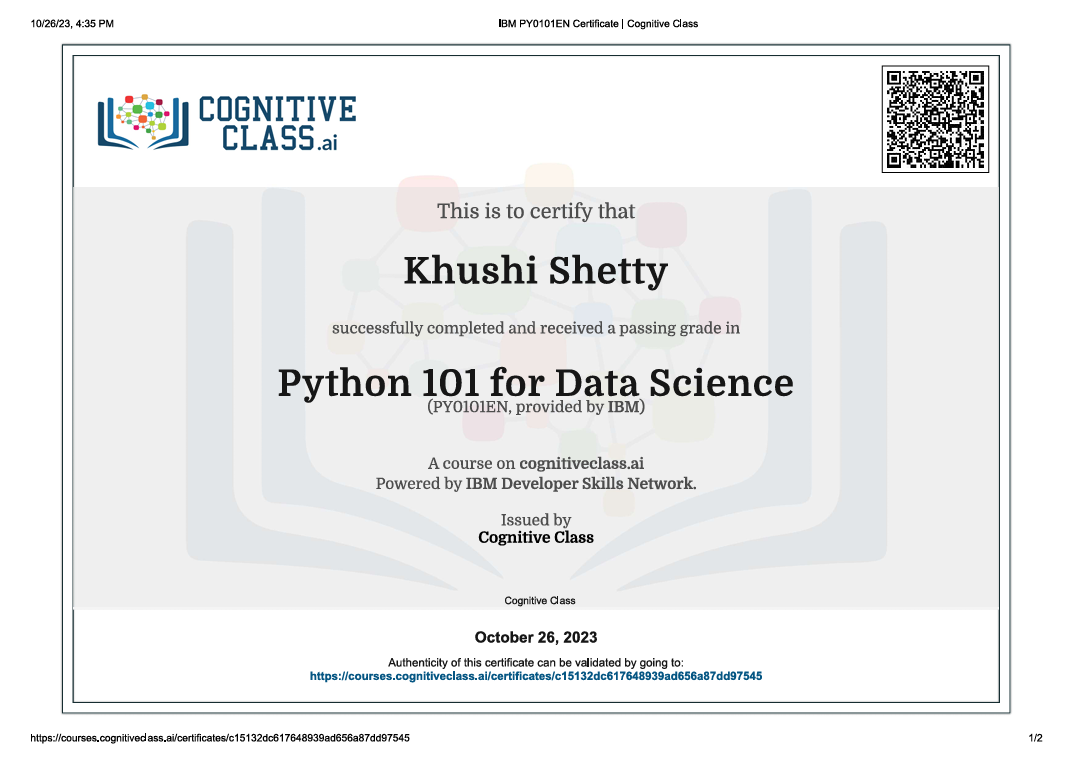 10/26/23, 4:35 PM
IBM PY0101EN Certificate | Cognitive Class
COGNITIVE
CLASS.ai
This is to certify that
Khushi Shetty
successfully completed and received a passing grade in
Python 101 for Data Science
(PY0101EN, provided by IBM)
A course on cognitiveclass.ai
Powered by IBM Developer Skills Network.
Issued by
Cognitive Class
Cognitive Class
October 26, 2023
Authenticity of this certificate can be validated by going to:
https://courses.cognitiveclass.ai/certificates/c15132dc617648939ad656a87dd97545
https://courses.cognitiveclass.ai/certificates/c15132dc617648939ad656a87dd97545
1/2